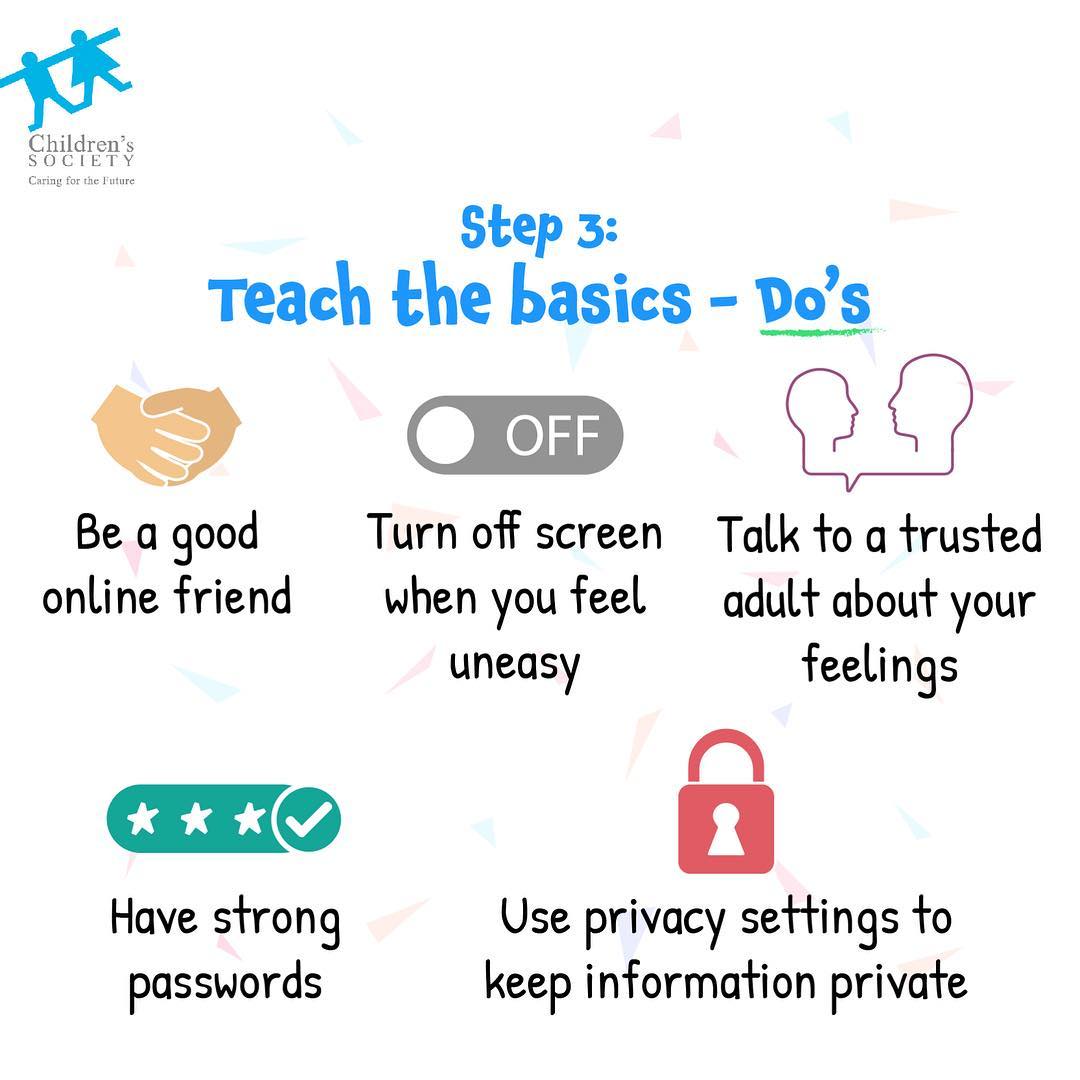 Children's
SOCIETY
Caring for the Future
Step 3:
Teach the basics - Do's
Be a good
online friend
OFF
Turn off screen
when you feel
uneasy
Talk to a trusted
adult about your
feelings
Have strong
passwords
Use privacy settings to
keep information private